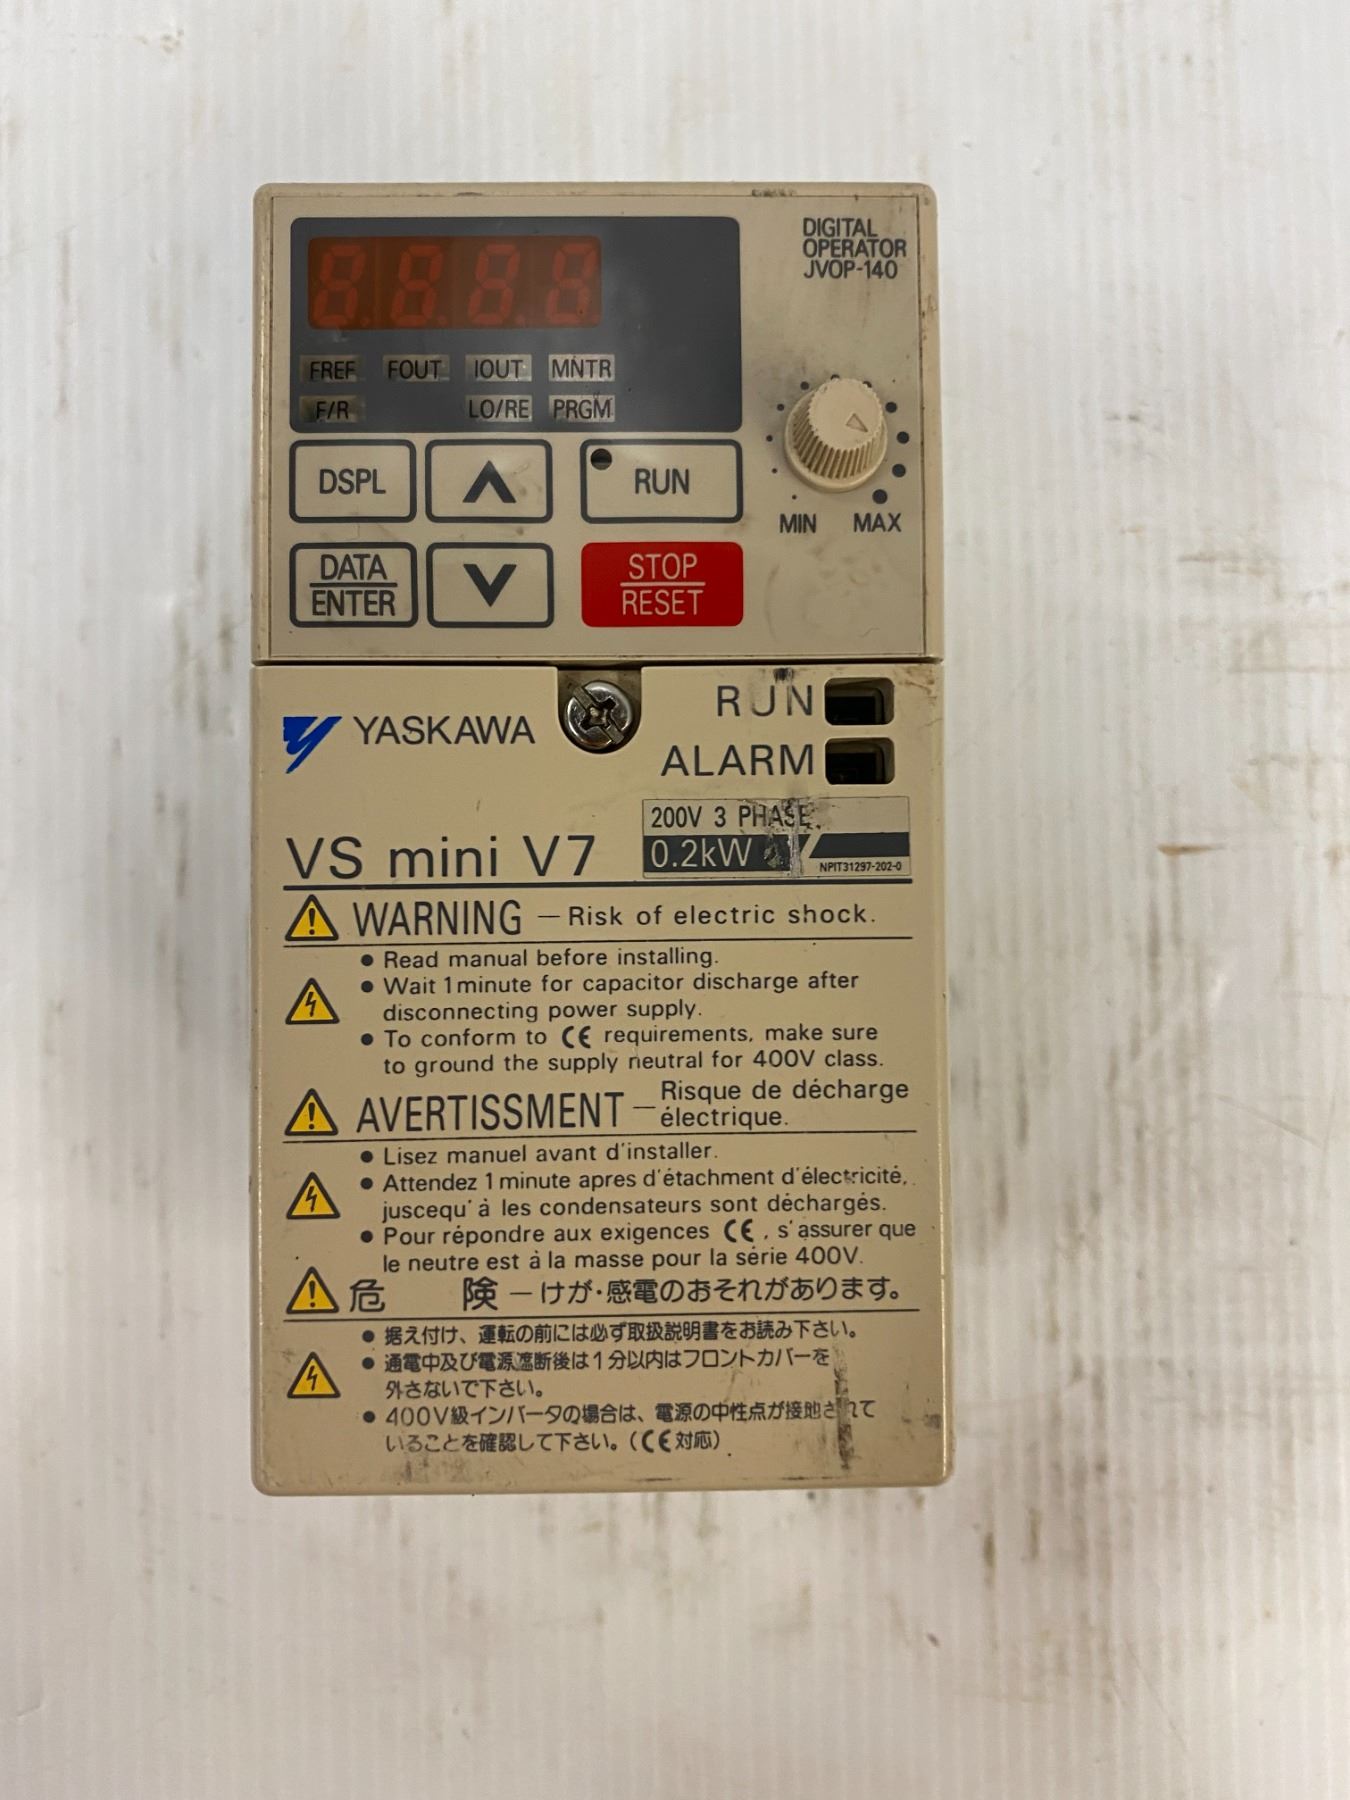 DIGITAL
OPERATOR
JVOP-140
8.8.8.8
FREF FOUT IOUT MNTR
F/R LO/RE PRGM
DSPL RUN
MIN MAX
DATA
ENTER
STOP
RESET
YASKAWA
RUN
ALARM
200V 3 PHASE
VS mini V7
0.2kW
NPIT31297-202-0
WARNING — Risk of electric shock.
● Read manual before installing.
● Wait 1 minute for capacitor discharge after
disconnecting power supply.
● To conform to CE requirements, make sure
to ground the supply neutral for 400V class.
AVERTISSMENT — Risque de décharge
électrique.
● Lisez manuel avant d'installer.
● Attendez 1 minute apres d'étachment d'électricité,
juscequ'à les condensateurs sont déchargés.
● Pour répondre aux exigences CE, s'assurer que
le neutre est à la masse pour la série 400V.
危 険 — けが・感電のおそれがあります。
● 据え付け、運転の前には必ず取扱説明書をお読み下さい。
● 通電中及び電源遮断後は1分以内はフロントカバーを
外さないで下さい。
● 400V級インバータの場合は、電源の中性点が接地されて
いることを確認して下さい。(CE対応)